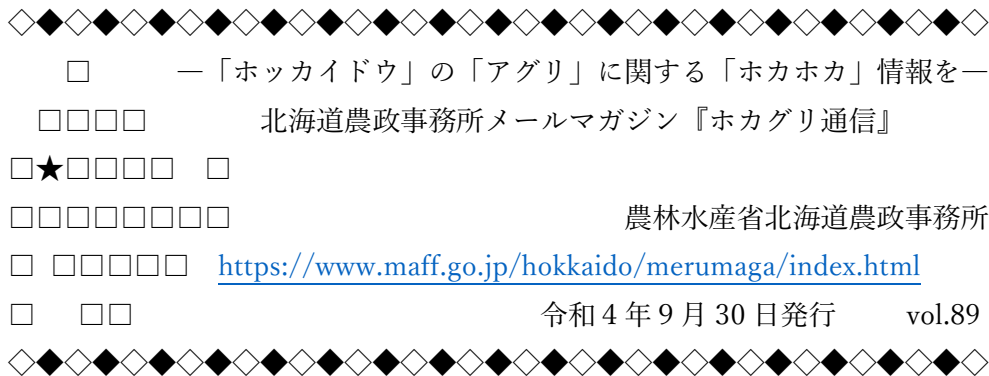 ◇◆◇◆◇◆◇◆◇◆◇◆◇◆◇◆◇◆◇◆◇◆◇◆◇◆◇◆◇◆◇◆◇◆◇
□ ―「ホッカイドウ」の「アグリ」に関する「ホカホカ」情報を―
□□□□ 北海道農政事務所メールマガジン『ホカグリ通信』
□★□□□□ □
□□□□□□□□ 農林水産省北海道農政事務所
□ □□□□□ https://www.maff.go.jp/hokkaido/merumaga/index.html
□ □□ 令和４年９月 30 日発行 vol.89
◇◆◇◆◇◆◇◆◇◆◇◆◇◆◇◆◇◆◇◆◇◆◇◆◇◆◇◆◇◆◇◆◇◆◇